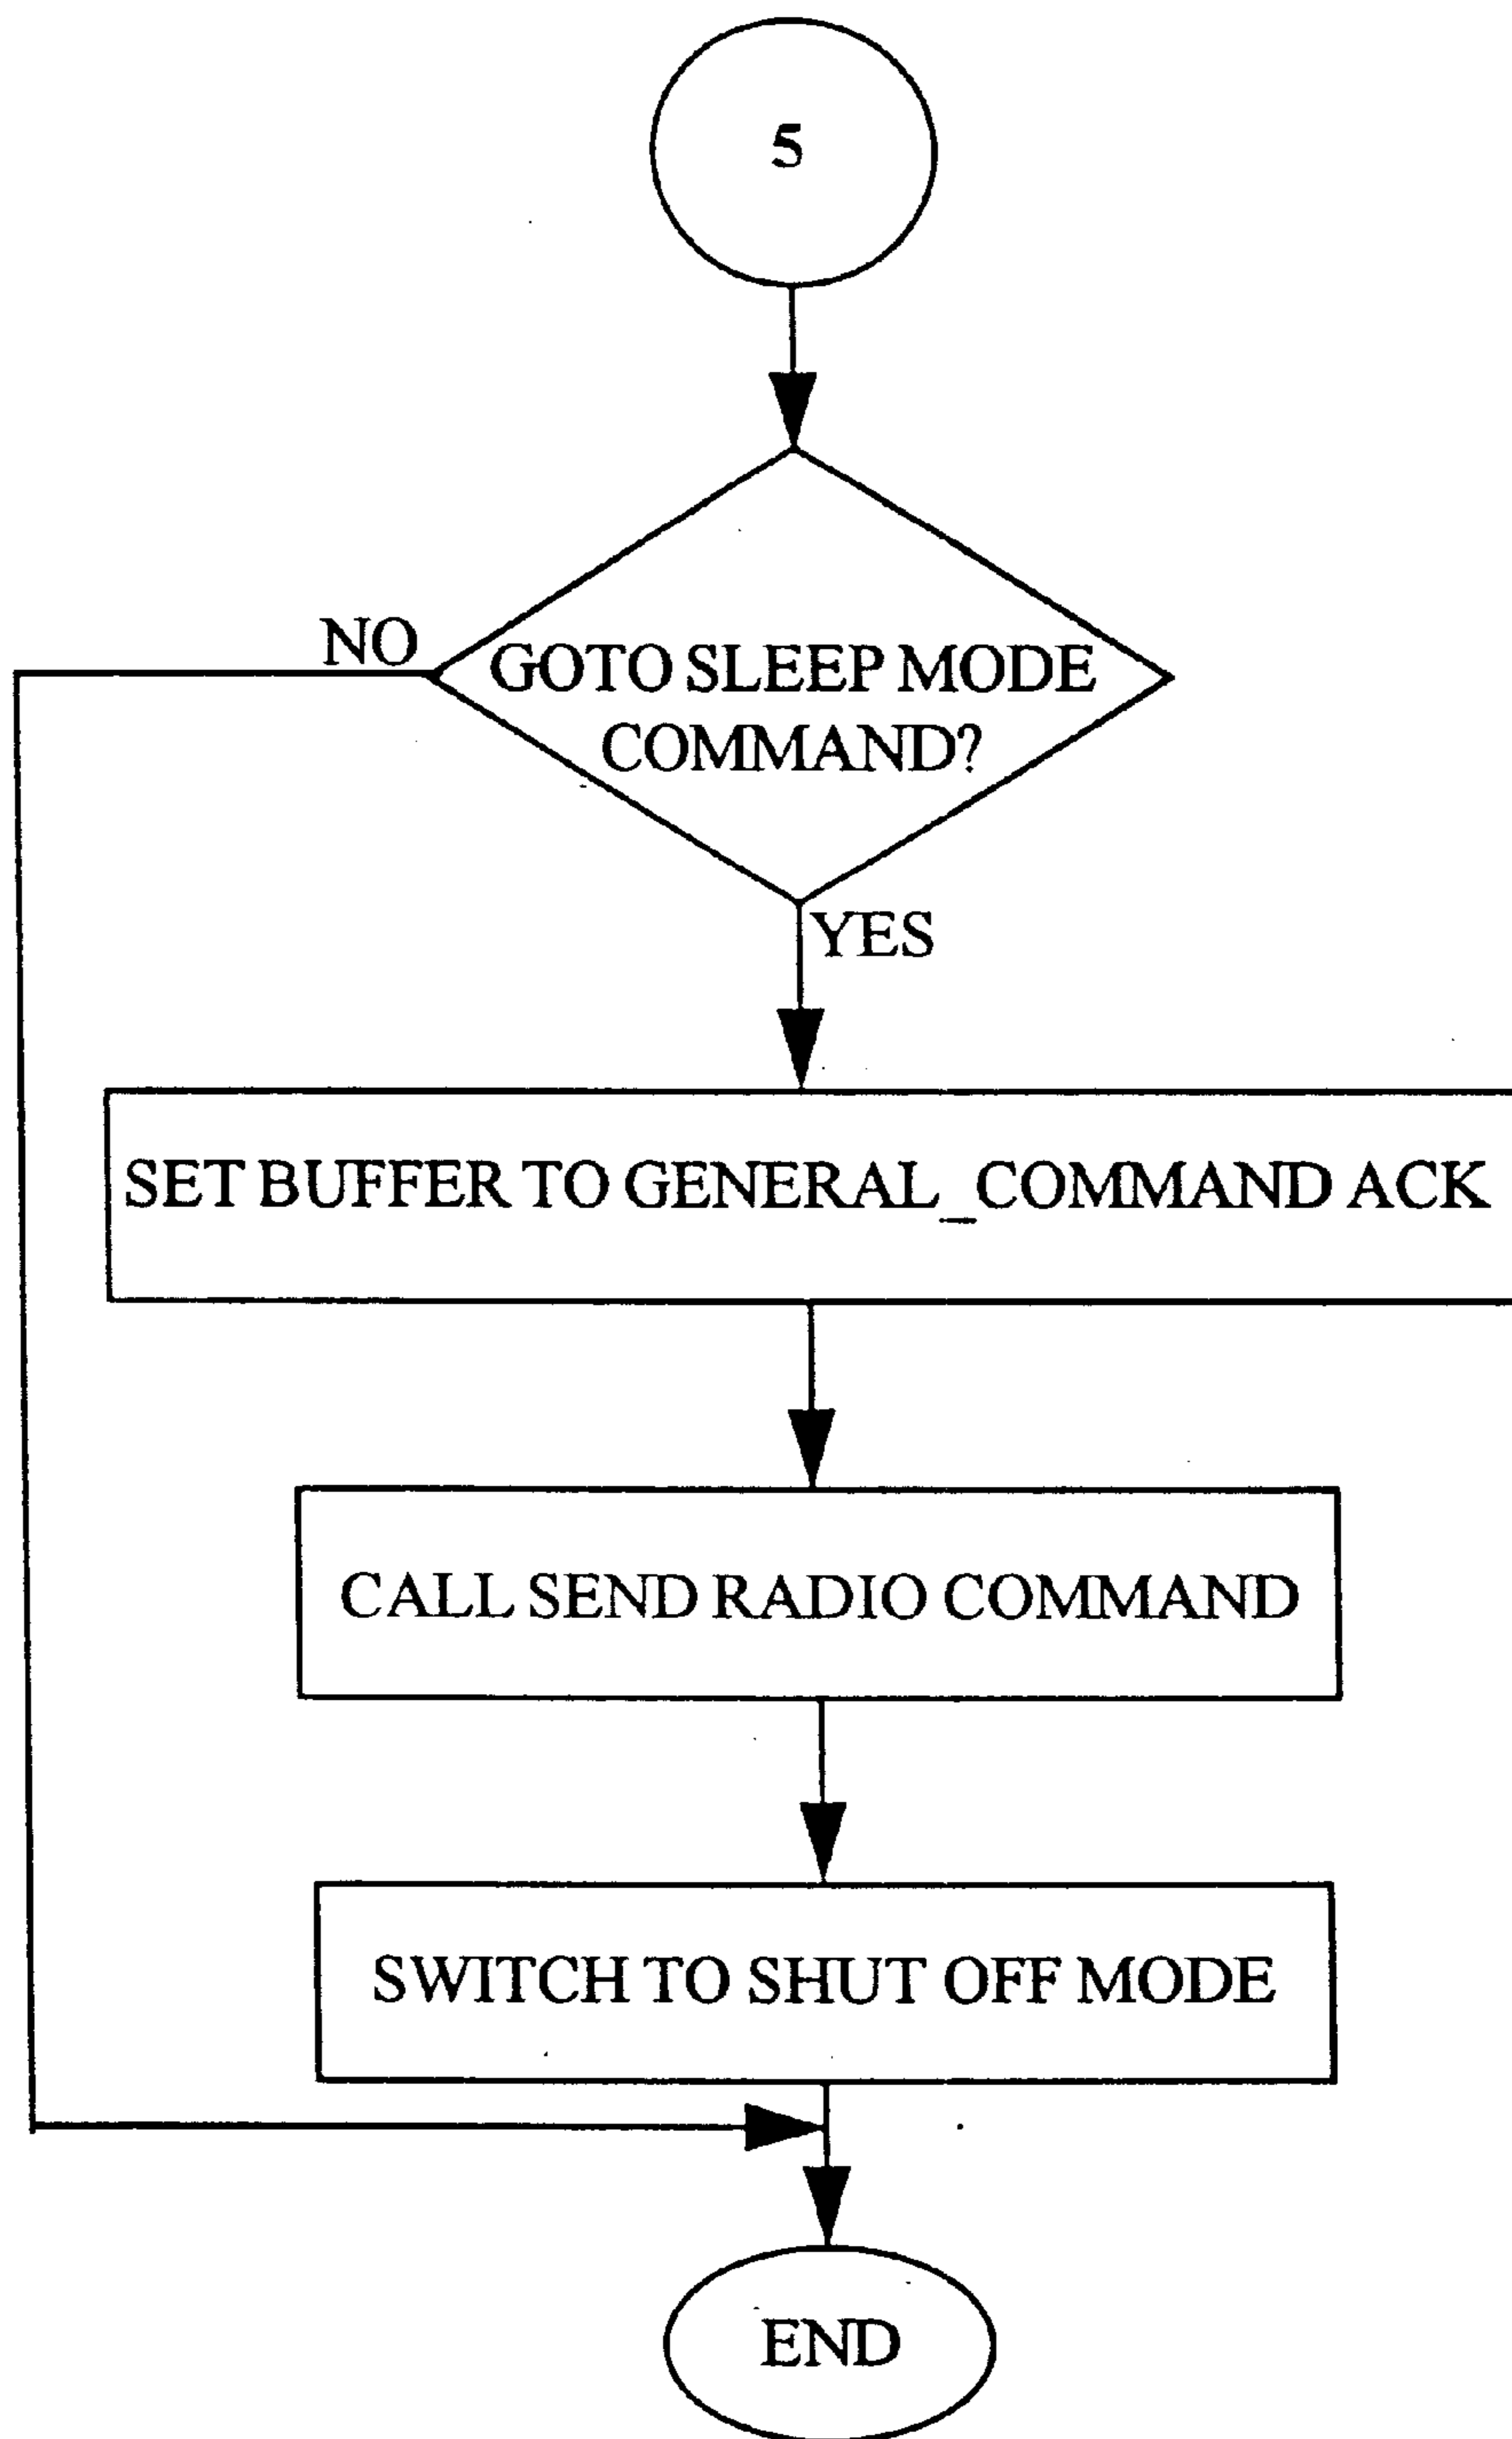 5
NO
GOTO SLEEP MODE
COMMAND?
YES
SET BUFFER TO GENERAL_COMMAND ACK
CALL SEND RADIO COMMAND
SWITCH TO SHUT OFF MODE
END